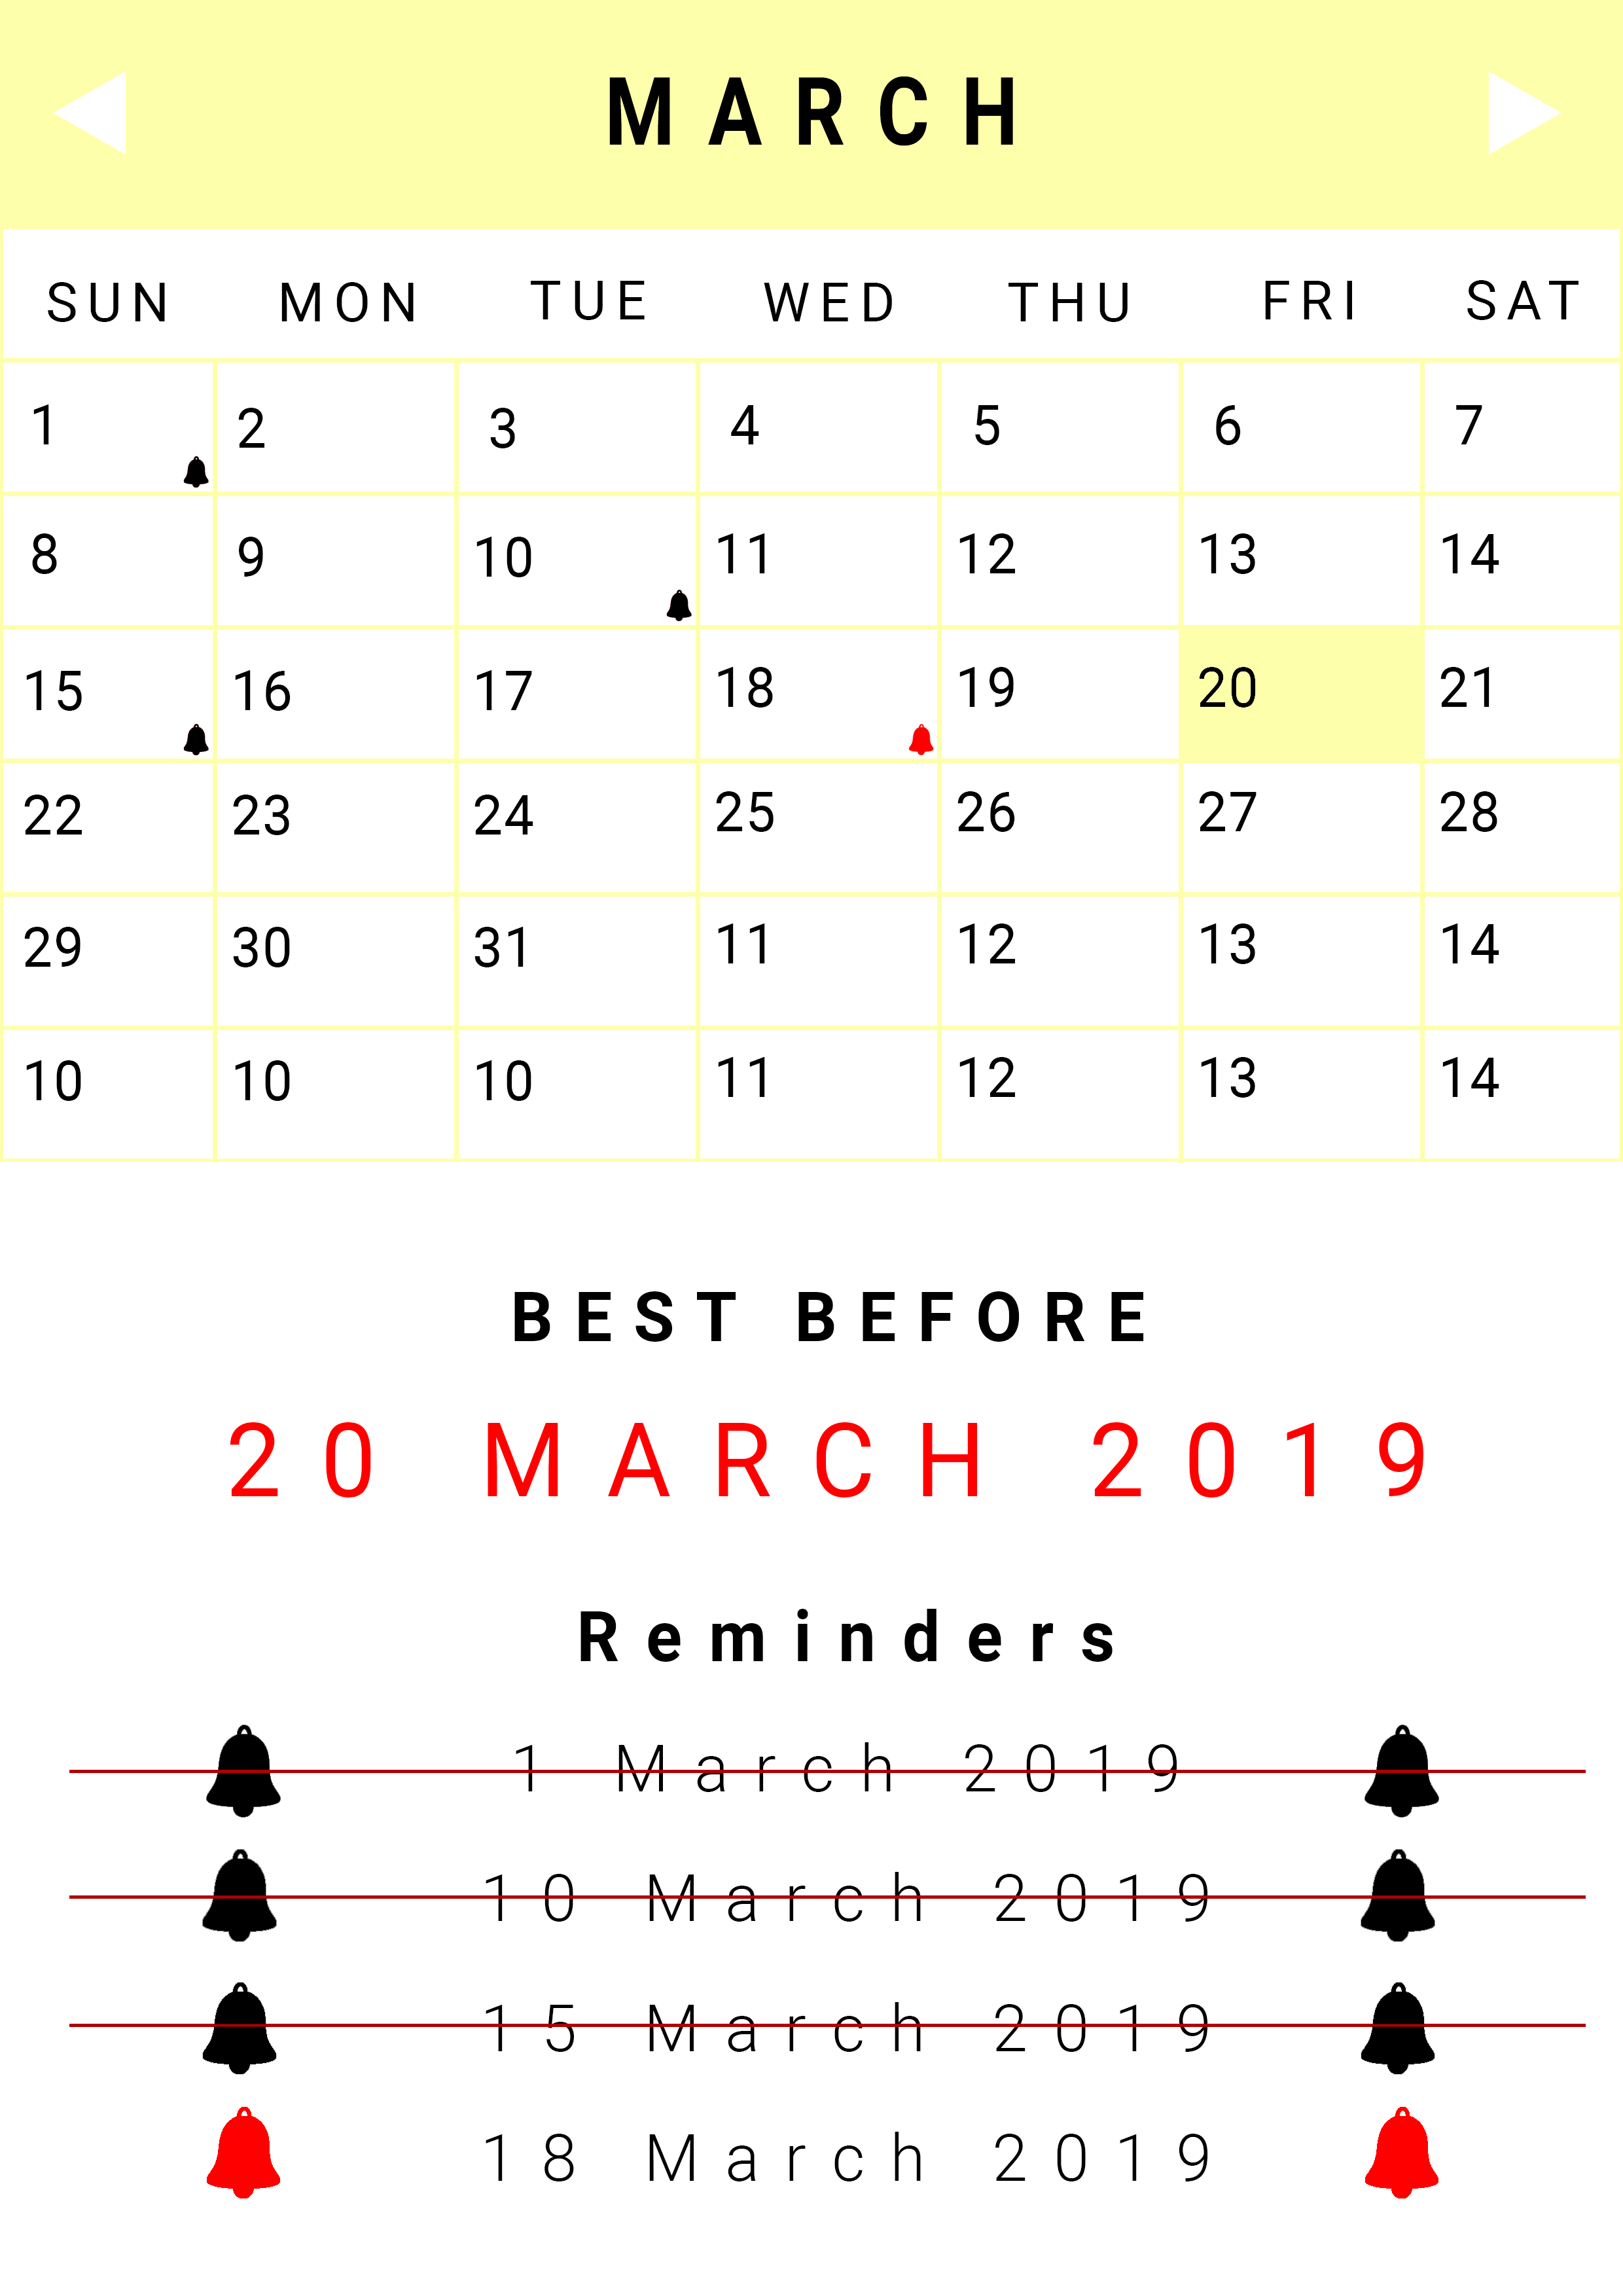 MARCH
SUN MON TUE WED THU FRI SAT
1 2 3 4 5 6 7
8 9 10 11 12 13 14
15 16 17 18 19 20 21
22 23 24 25 26 27 28
29 30 31 11 12 13 14
10 10 10 11 12 13 14
BEST BEFORE
20 MARCH 2019
Reminders
1 March 2019
10 March 2019
15 March 2019
18 March 2019